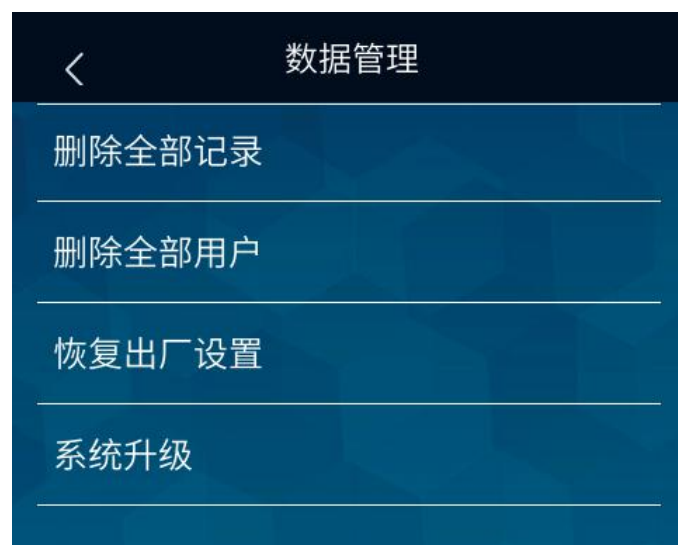 数据管理
删除全部记录
删除全部用户
恢复出厂设置
系统升级